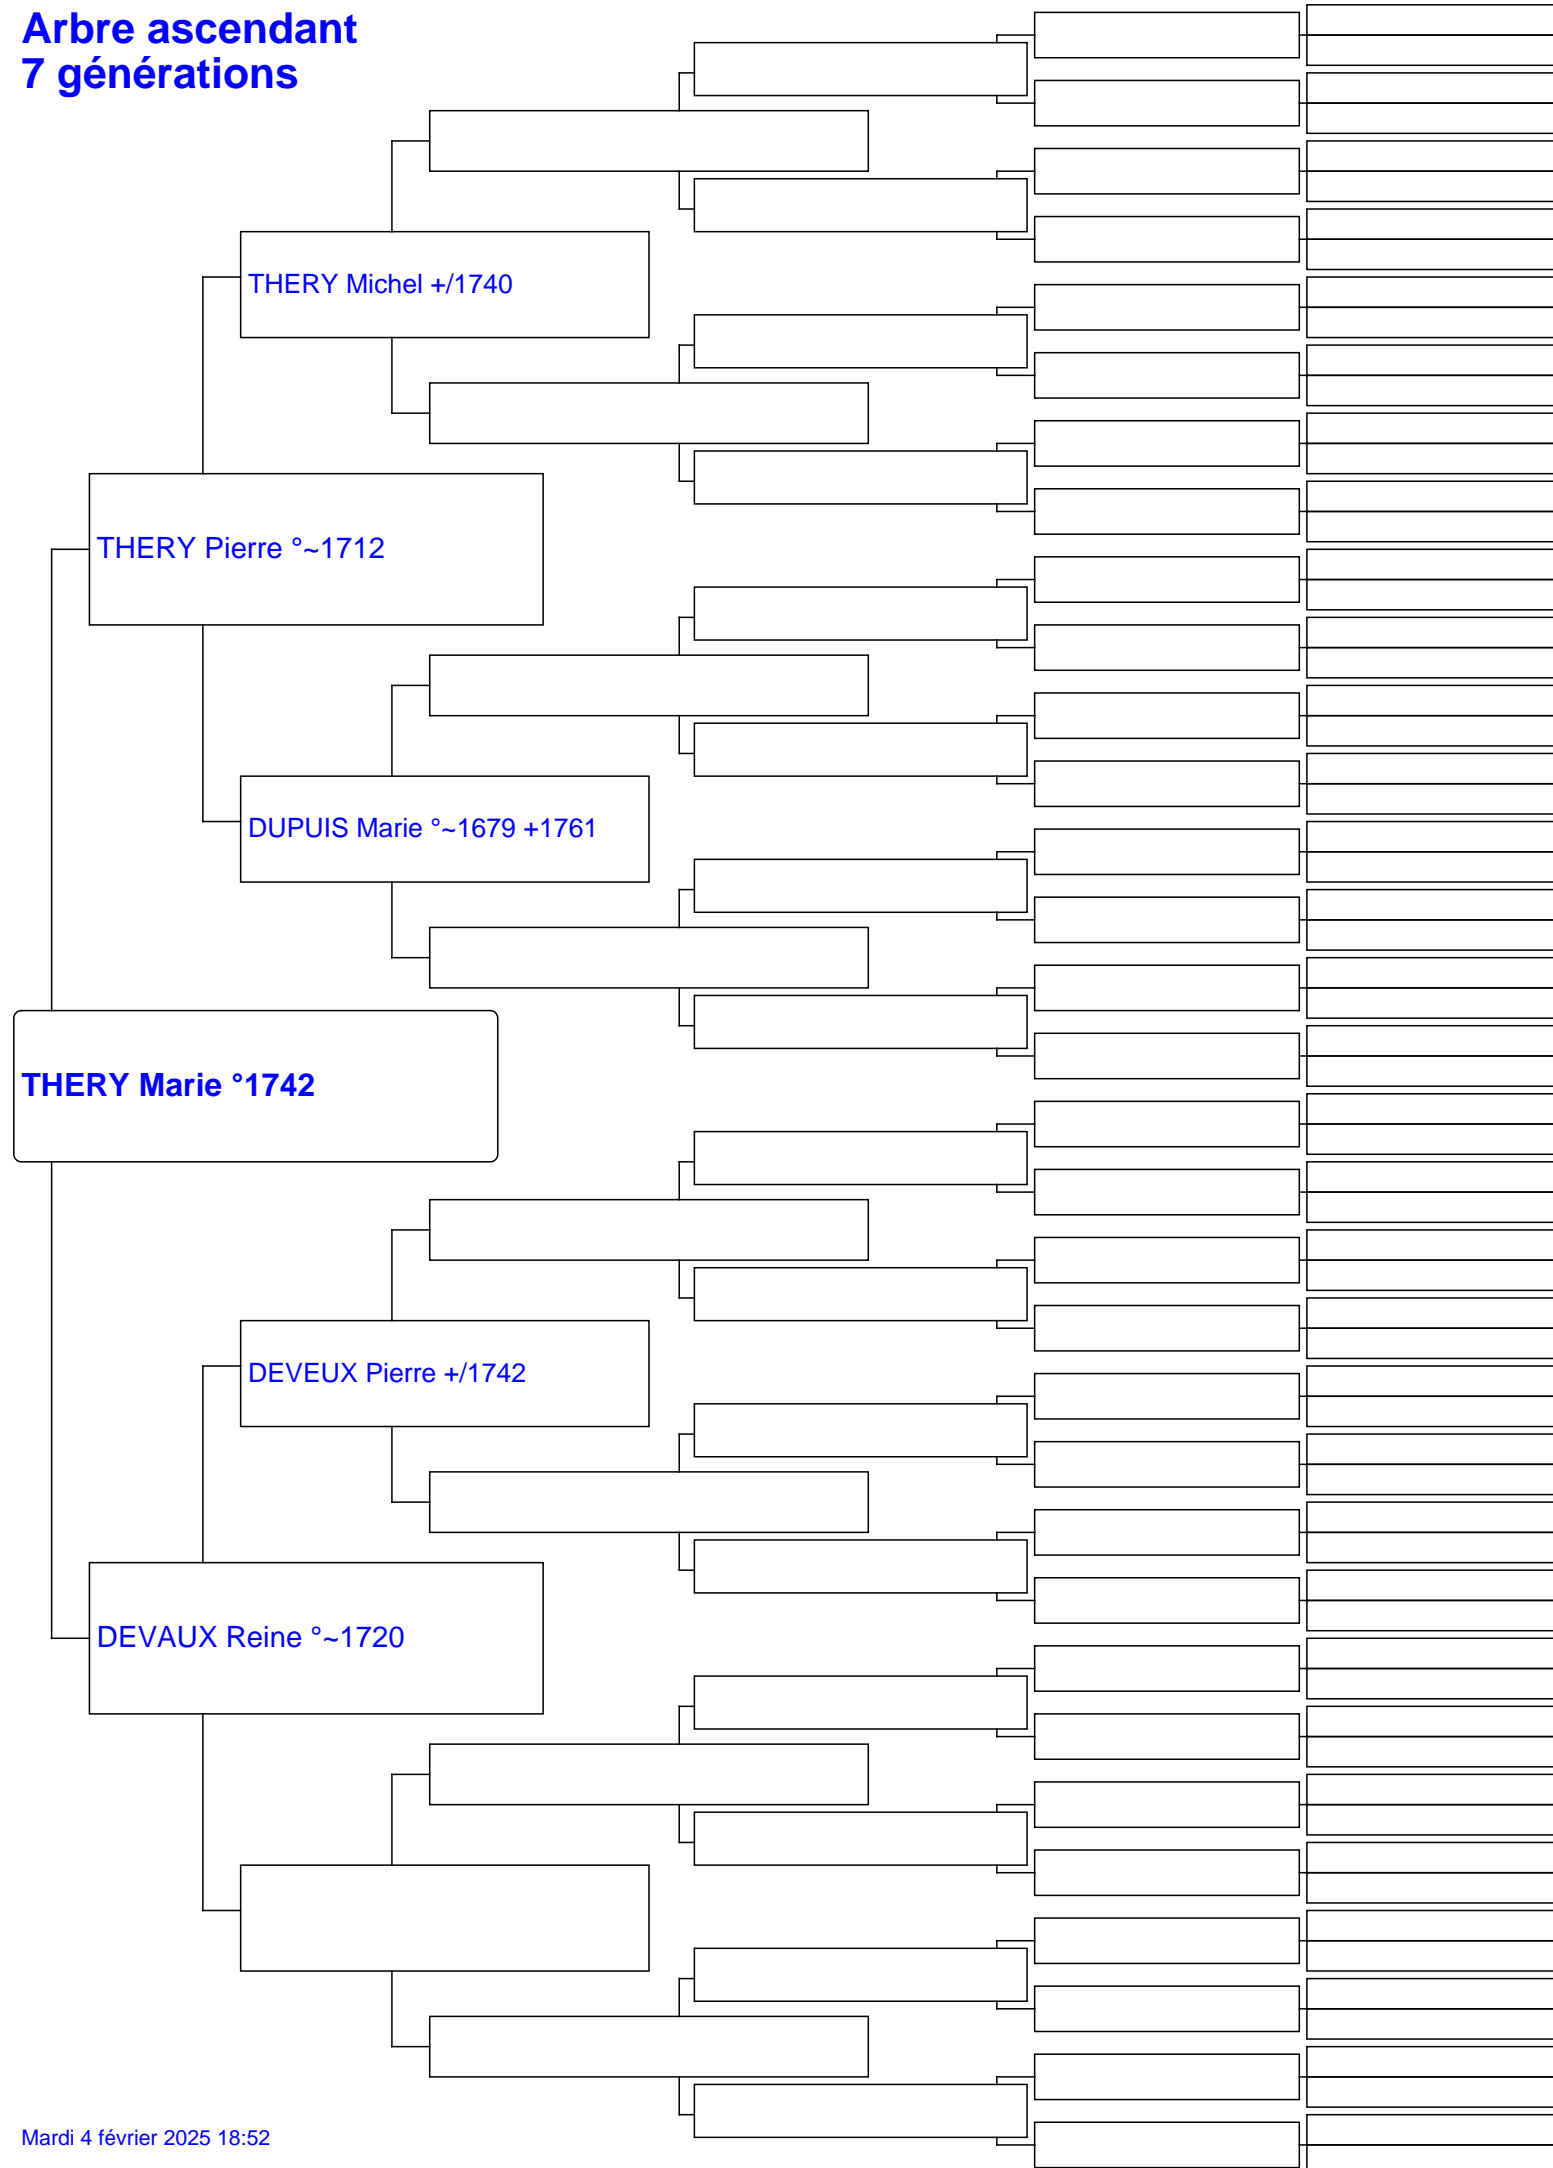 Arbre ascendant
7 générations
THERY Michel +/1740
THERY Pierre °~1712
DUPUIS Marie °~1679 +1761
THERY Marie °1742
DEVEUX Pierre +/1742
DEVAUX Reine °~1720
Mardi 4 février 2025 18:52